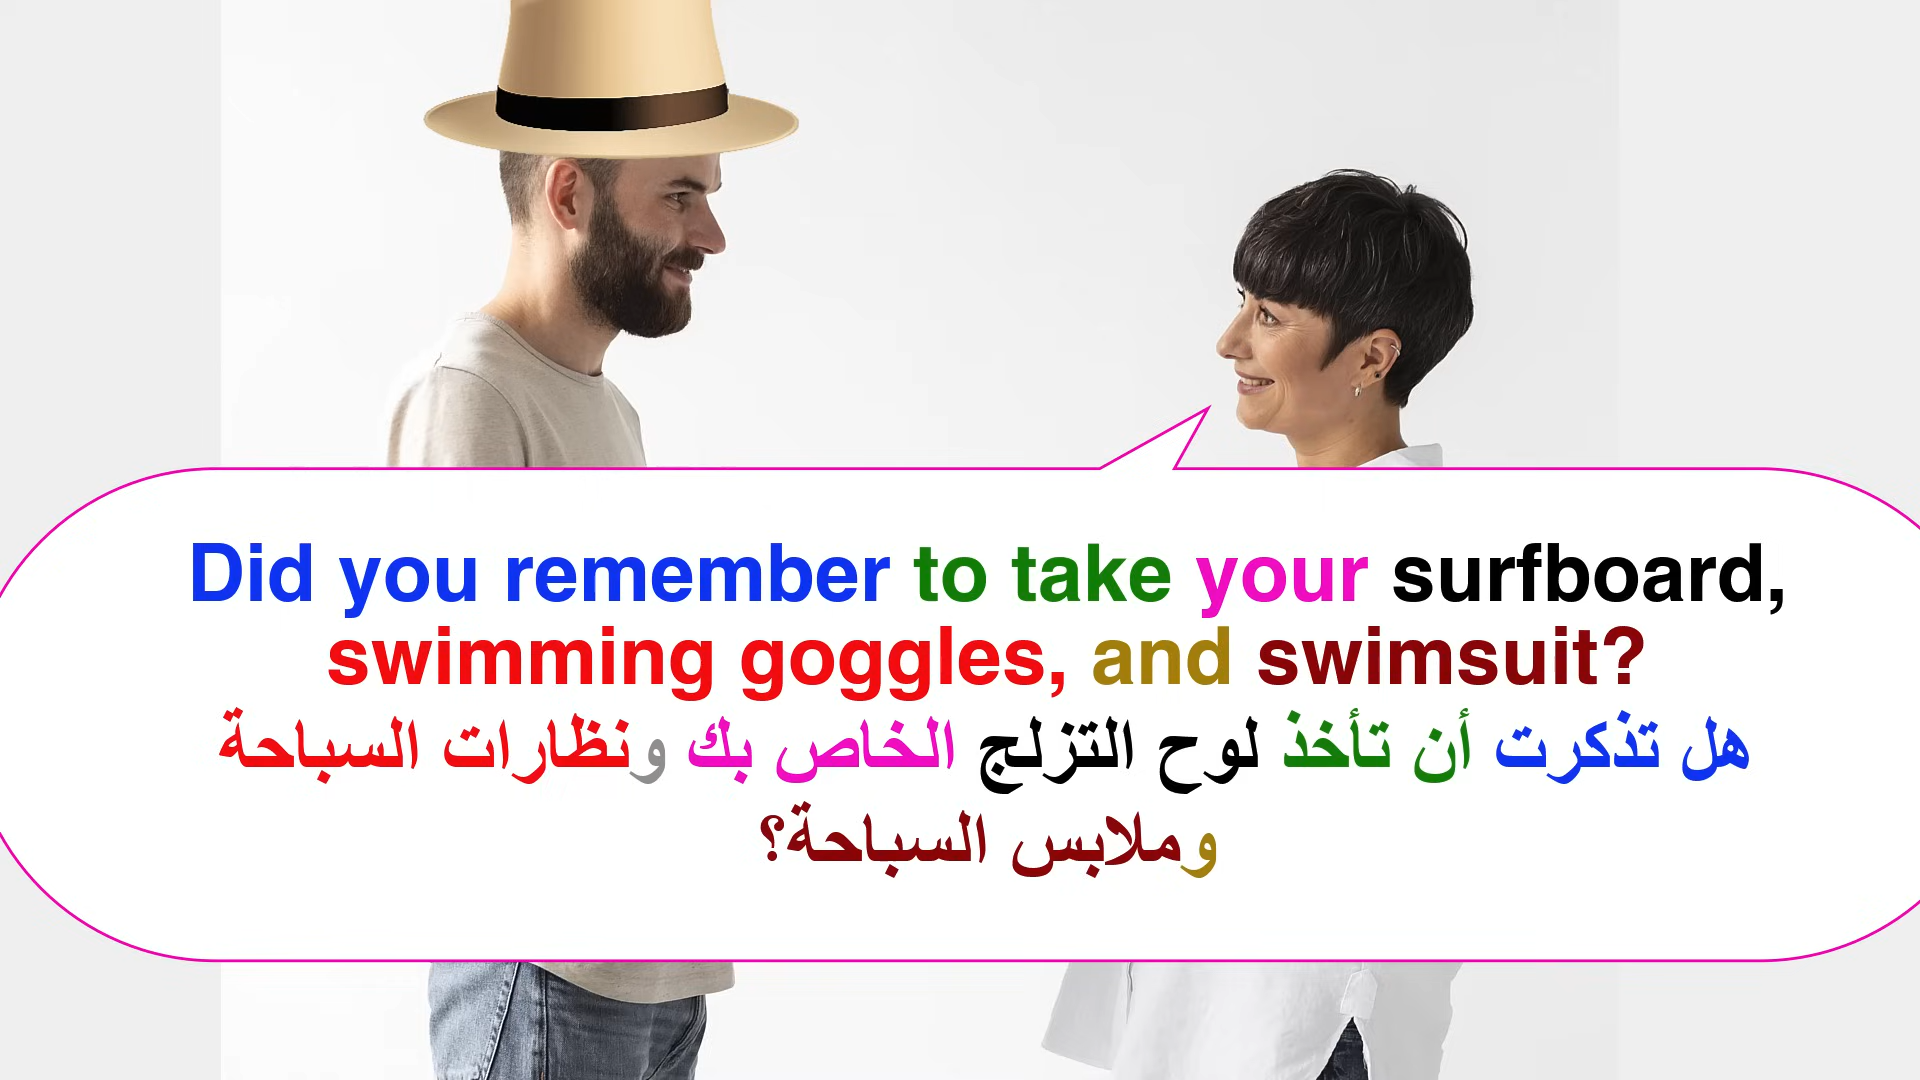 Did you remember to take your surfboard,
swimming goggles, and swimsuit?
هل تذكرت أن تأخذ لوح التزلج الخاص بك ونظارات السباحة
وملابس السباحة؟